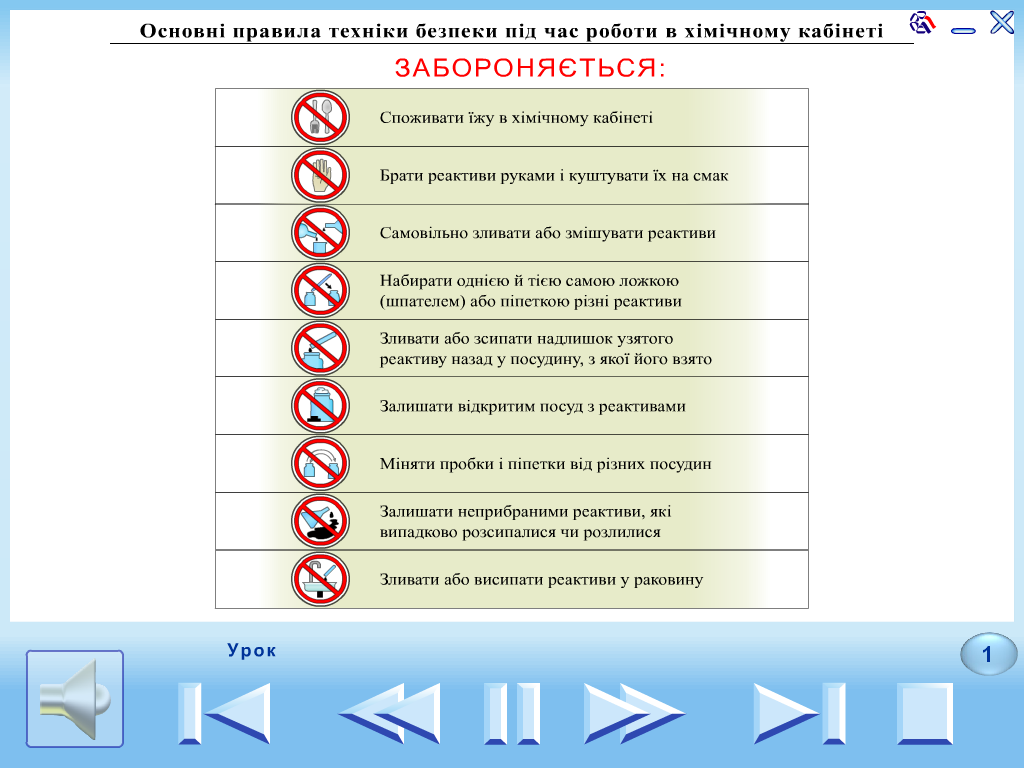 Основні правила техніки безпеки під час роботи в хімічному кабінеті
ЗАБОРОНЯЄТЬСЯ:
Споживати їжу в хімічному кабінеті
Брати реактиви руками і куштувати їх на смак
Самовільно зливати або змішувати реактиви
Набирати однією й тією самою ложкою
(шпателем) або піпеткою різні реактиви
Зливати або зсипати надлишок узятого
реактиву назад у посудину, з якої його взято
Залишати відкритим посуд з реактивами
Міняти пробки і піпетки від різних посудин
Залишати неприбраними реактиви, які
випадково розсипалися чи розлилися
Зливати або висипати реактиви у раковину
Урок
1